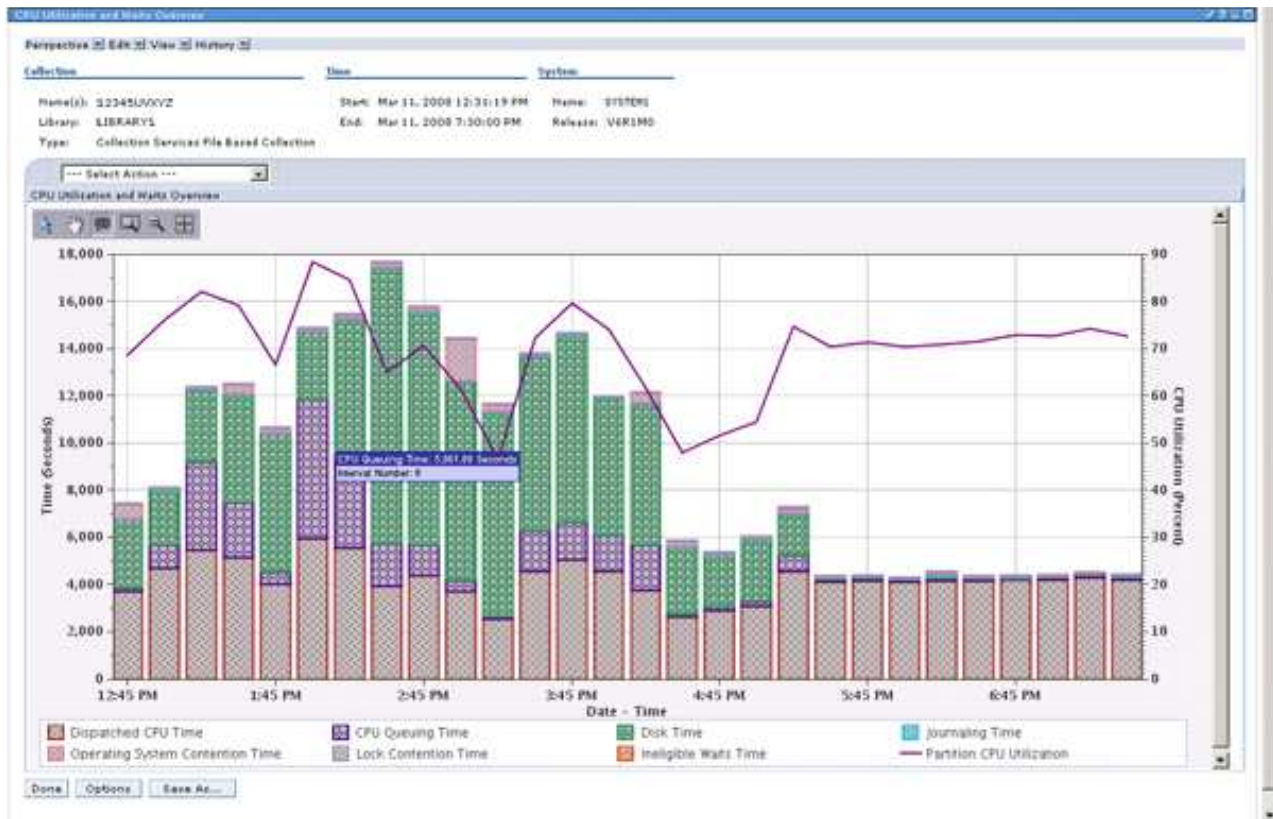 CPU Utilization and Waits Overview
Perspective Edit View History
Collection Time System
Name(s): Start: Mar 11, 2008 12:31:19 PM Name: SYSTEM1
Library: LIBRARY1 End: Mar 11, 2008 7:30:00 PM Release: V6R1M0
Type: Collection Services File Based Collection
--- Select Action ---
CPU Utilization and Waits Overview
18,000
16,000
14,000
12,000
10,000
8,000
6,000
4,000
2,000
0
Time (Seconds)
90
80
70
60
50
40
30
20
10
0
CPU Utilization (Percent)
CPU Queuing Time: Seconds
Interval Number: 6
12:45 PM 1:45 PM 2:45 PM 3:45 PM 4:45 PM 5:45 PM 6:45 PM
Date - Time
Dispatched CPU Time CPU Queuing Time Disk Time Journaling Time
Operating System Contention Time Lock Contention Time Ineligible Waits Time Partition CPU Utilization
Done Options Save As...